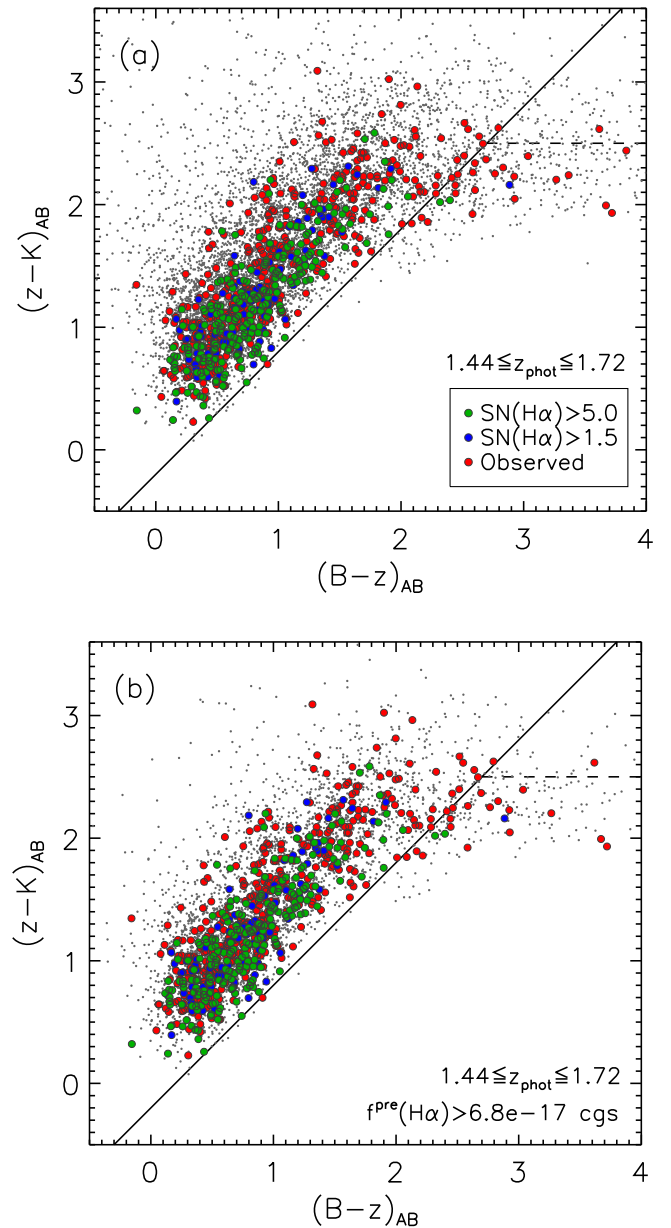 (a)
3
2
1
0
(z−K)AB
1.44≦zphot≦1.72
SN(Hα)>5.0
SN(Hα)>1.5
Observed
0 1 2 3 4
(B−z)AB
(b)
3
2
1
0
(z−K)AB
1.44≦zphot≦1.72
fpre(Hα)>6.8e−17 cgs
0 1 2 3 4
(B−z)AB